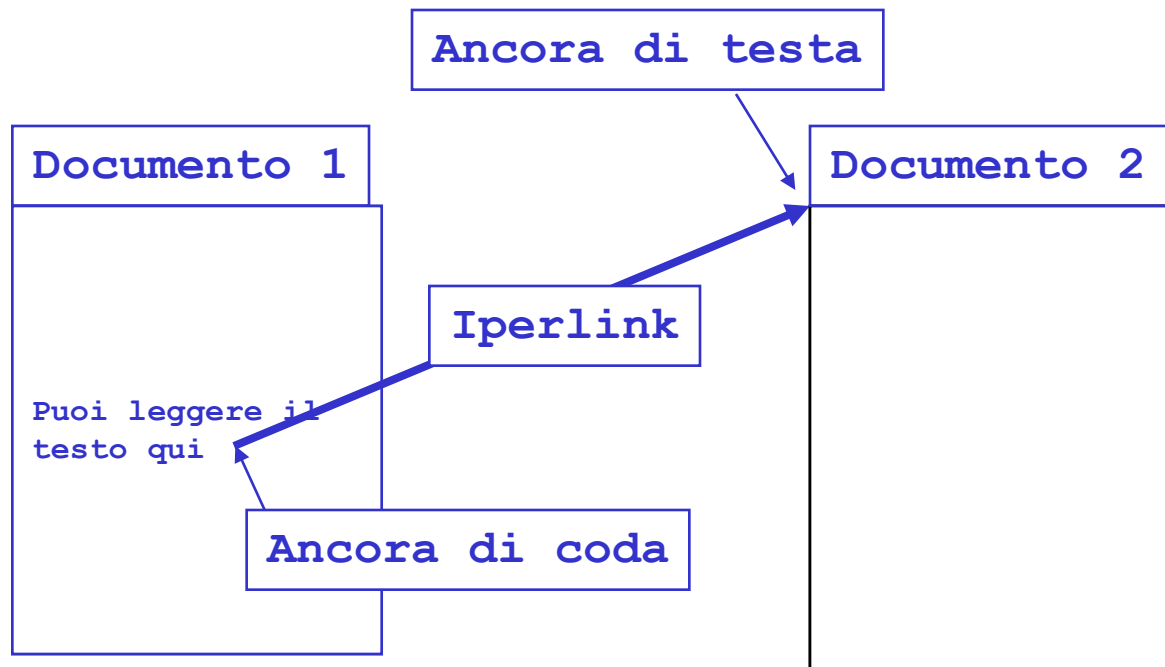 Ancora di testa
Documento 1
Documento 2
Iperlink
Puoi leggere il
testo qui
Ancora di coda